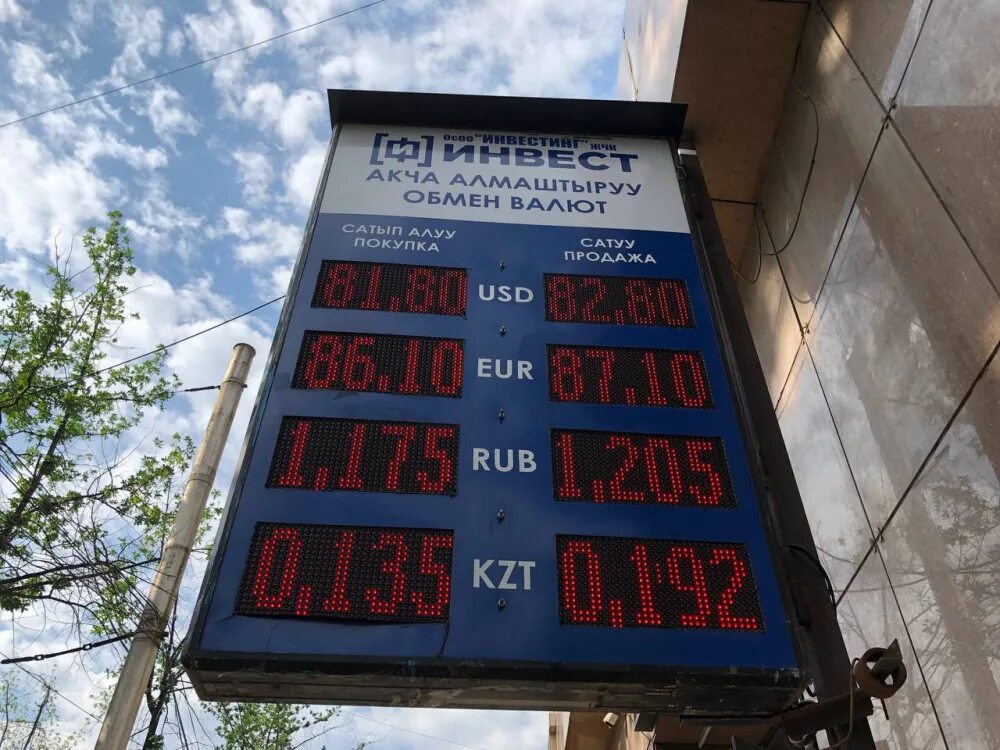 ОсОО "ИНВЕСТИНГ" ЖЧК
ИНВЕСТ
АКЧА АЛМАШТЫРУУ
ОБМЕН ВАЛЮТ
САТЫП АЛУУ САТУУ
ПОКУПКА ПРОДАЖА
81,80 USD 82,80
86,10 EUR 87,10
1,175 RUB 1,205
0,135 KZT 0,192